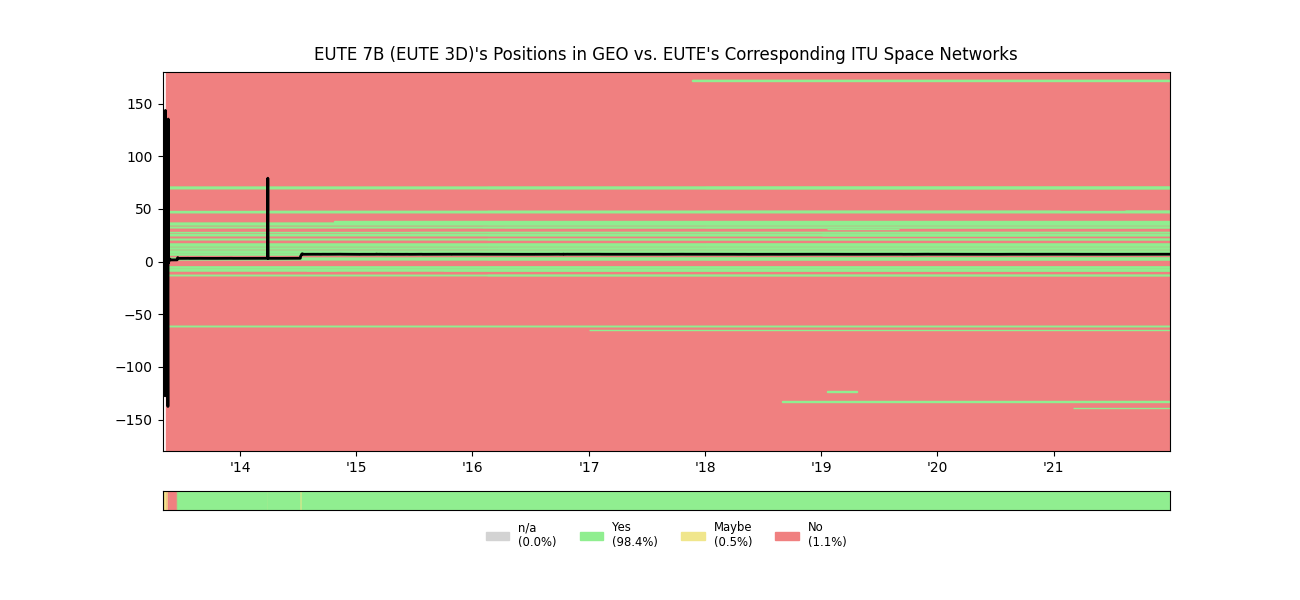 EUTE 7B (EUTE 3D)'s Positions in GEO vs. EUTE's Corresponding ITU Space Networks
150
100
50
0
−50
−100
−150
'14 '15 '16 '17 '18 '19 '20 '21
n/a Yes Maybe No
(0.0%) (98.4%) (0.5%) (1.1%)